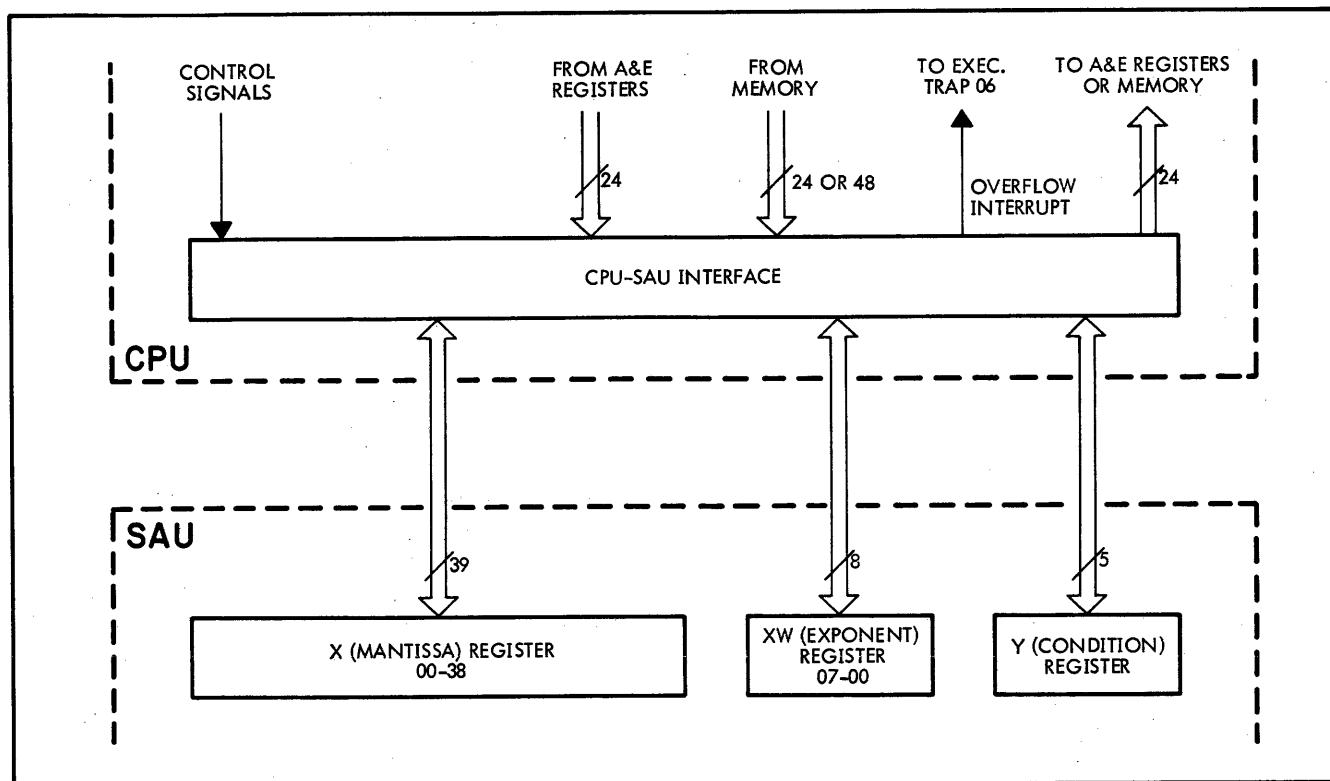 CONTROL
SIGNALS
FROM A&E
REGISTERS
FROM
MEMORY
TO EXEC.
TRAP 06
TO A&E REGISTERS
OR MEMORY
24
24 OR 48
OVERFLOW
INTERRUPT
24
CPU-SAU INTERFACE
CPU
SAU
39
8
5
X (MANTISSA) REGISTER
00-38
XW (EXPONENT)
REGISTER
07-00
Y (CONDITION)
REGISTER